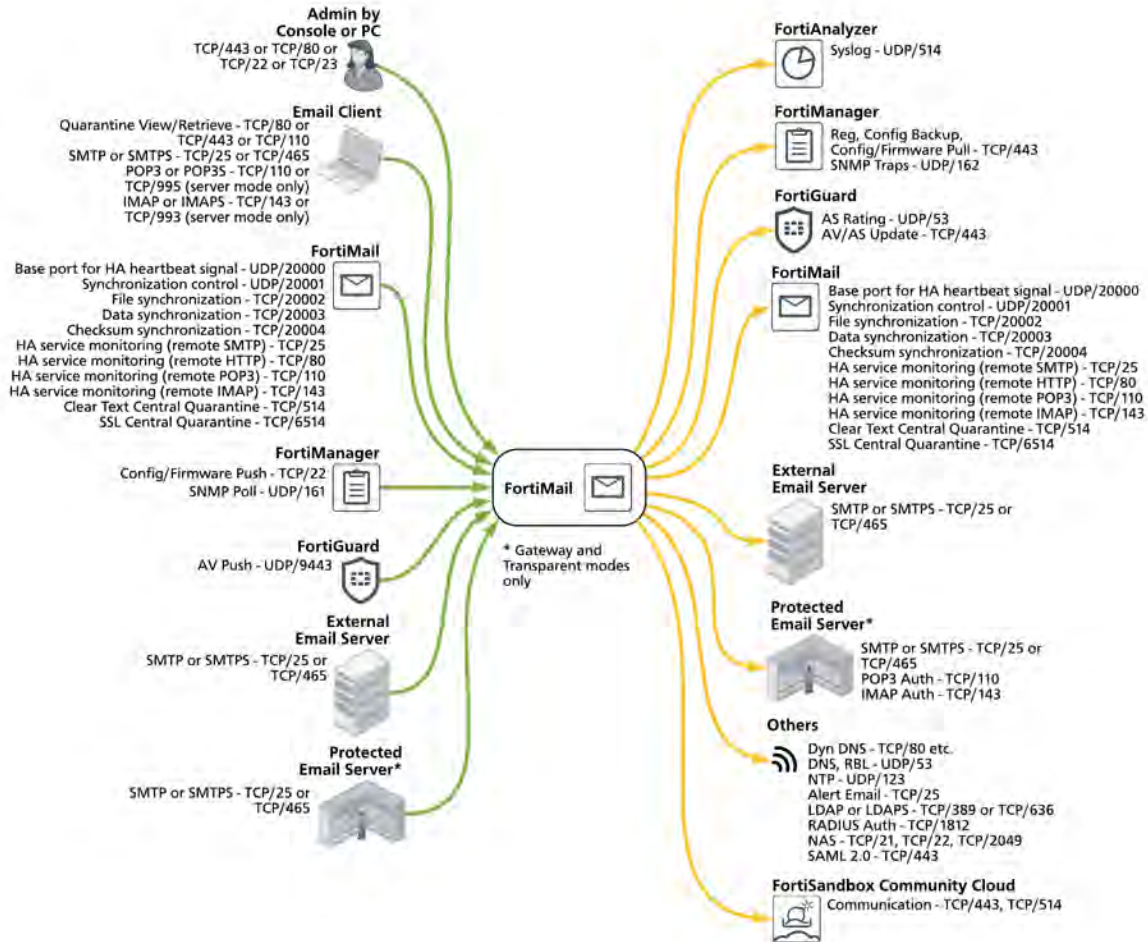 Admin by
Console or PC
TCP/443 or TCP/80 or
TCP/22 or TCP/23
Email Client
Quarantine View/Retrieve - TCP/80 or
TCP/443 or TCP/110
SMTP or SMTPS - TCP/25 or TCP/465
POP3 or POP3S - TCP/110 or
TCP/995 (server mode only)
IMAP or IMAPS - TCP/143 or
TCP/993 (server mode only)
FortiMail
Base port for HA heartbeat signal - UDP/20000
Synchronization control - UDP/20001
File synchronization - TCP/20002
Data synchronization - TCP/20003
Checksum synchronization - TCP/20004
HA service monitoring (remote SMTP) - TCP/25
HA service monitoring (remote HTTP) - TCP/80
HA service monitoring (remote POP3) - TCP/110
HA service monitoring (remote IMAP) - TCP/143
Clear Text Central Quarantine - TCP/514
SSL Central Quarantine - TCP/6514
FortiManager
Config/Firmware Push - TCP/22
SNMP Poll - UDP/161
FortiGuard
AV Push - UDP/9443
External
Email Server
SMTP or SMTPS - TCP/25 or
TCP/465
Protected
Email Server*
SMTP or SMTPS - TCP/25 or
TCP/465
FortiMail
* Gateway and
Transparent modes
only
FortiAnalyzer
Syslog - UDP/514
FortiManager
Reg, Config Backup,
Config/Firmware Pull - TCP/443
SNMP Traps - UDP/162
FortiGuard
AS Rating - UDP/53
AV/AS Update - TCP/443
FortiMail
Base port for HA heartbeat signal - UDP/20000
Synchronization control - UDP/20001
File synchronization - TCP/20002
Data synchronization - TCP/20003
Checksum synchronization - TCP/20004
HA service monitoring (remote SMTP) - TCP/25
HA service monitoring (remote HTTP) - TCP/80
HA service monitoring (remote POP3) - TCP/110
HA service monitoring (remote IMAP) - TCP/143
Clear Text Central Quarantine - TCP/514
SSL Central Quarantine - TCP/6514
External
Email Server
SMTP or SMTPS - TCP/25 or
TCP/465
Protected
Email Server*
SMTP or SMTPS - TCP/25 or
TCP/465
POP3 Auth - TCP/110
IMAP Auth - TCP/143
Others
Dyn DNS - TCP/80 etc.
DNS, RBL - UDP/53
NTP - UDP/123
Alert Email - TCP/25
LDAP or LDAPS - TCP/389 or TCP/636
RADIUS Auth - TCP/1812
NAS - TCP/21, TCP/22, TCP/2049
SAML 2.0 - TCP/443
FortiSandbox Community Cloud
Communication - TCP/443, TCP/514